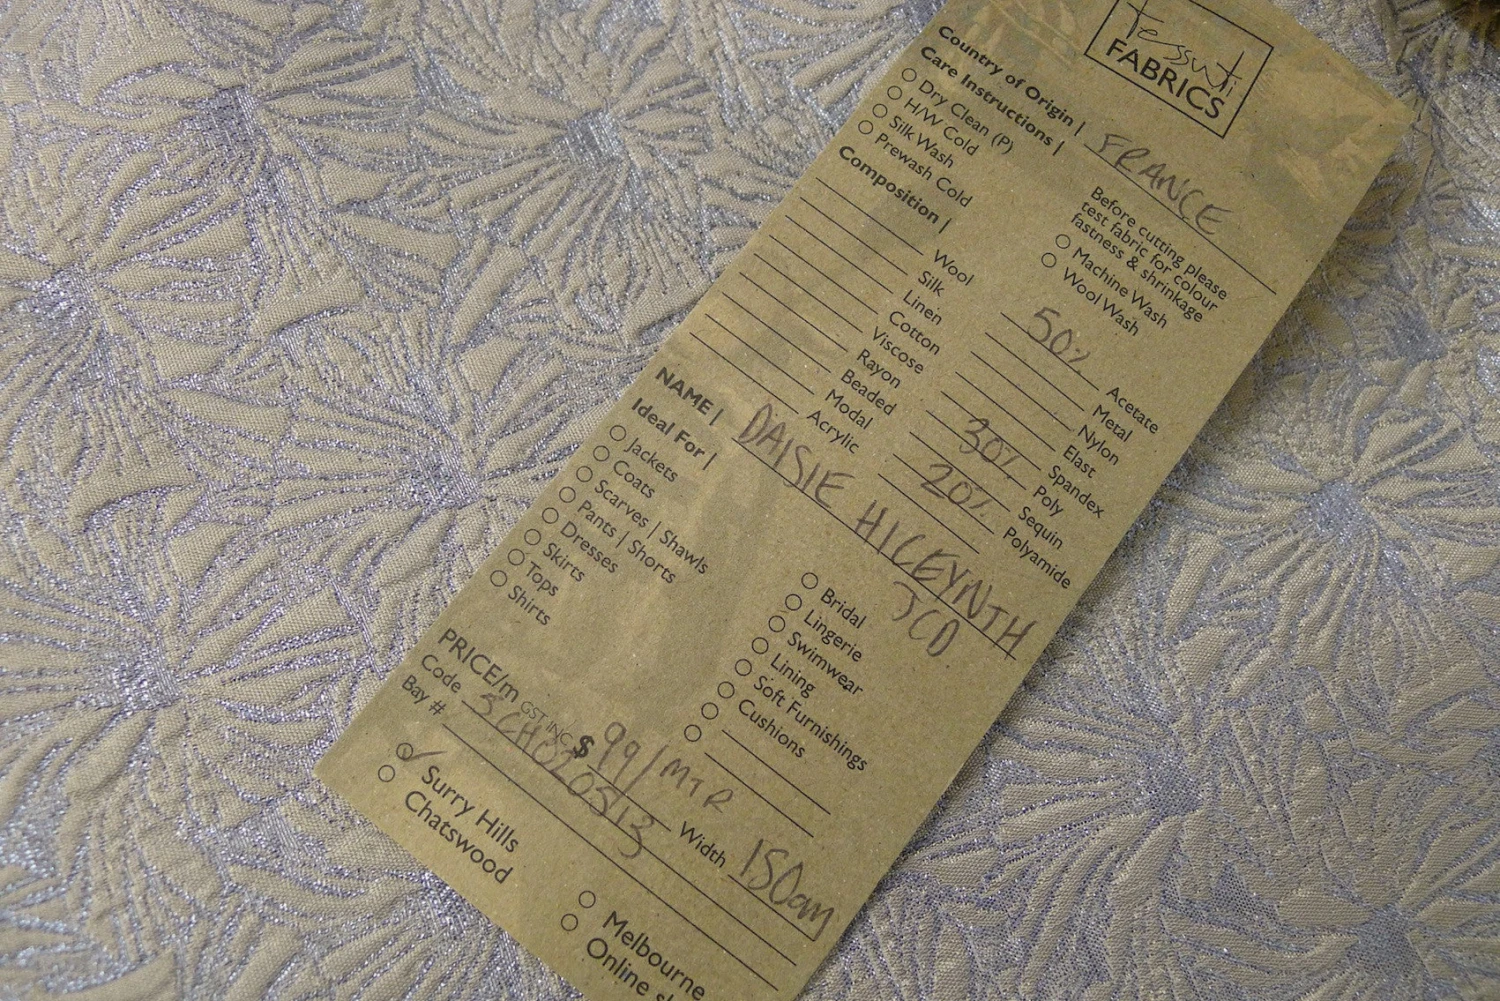 Tessuti
FABRICS
Country of Origin | FRANCE
Care Instructions |
Dry Clean (P)
H/W Cold
Silk Wash
Prewash Cold
Before cutting please
test fabric for colour
fastness & shrinkage
Machine Wash
Wool Wash
Composition |
Wool
Silk
Linen
Cotton
Viscose
Rayon
Beaded
Modal
Acrylic
50% Acetate
Metal
Nylon
Elast
Spandex
30% Poly
Sequin
20% Polyamide
NAME | DAISIE HICEYNTH
JCD
Ideal For |
Jackets
Coats
Scarves | Shawls
Pants | Shorts
Dresses
Skirts
Tops
Shirts
Bridal
Lingerie
Swimwear
Lining
Soft Furnishings
Cushions
PRICE/m GST INC. $ 99/MTR Width 150cm
Code SCH020513
Bay #
Surry Hills
Chatswood
Melbourne
Online